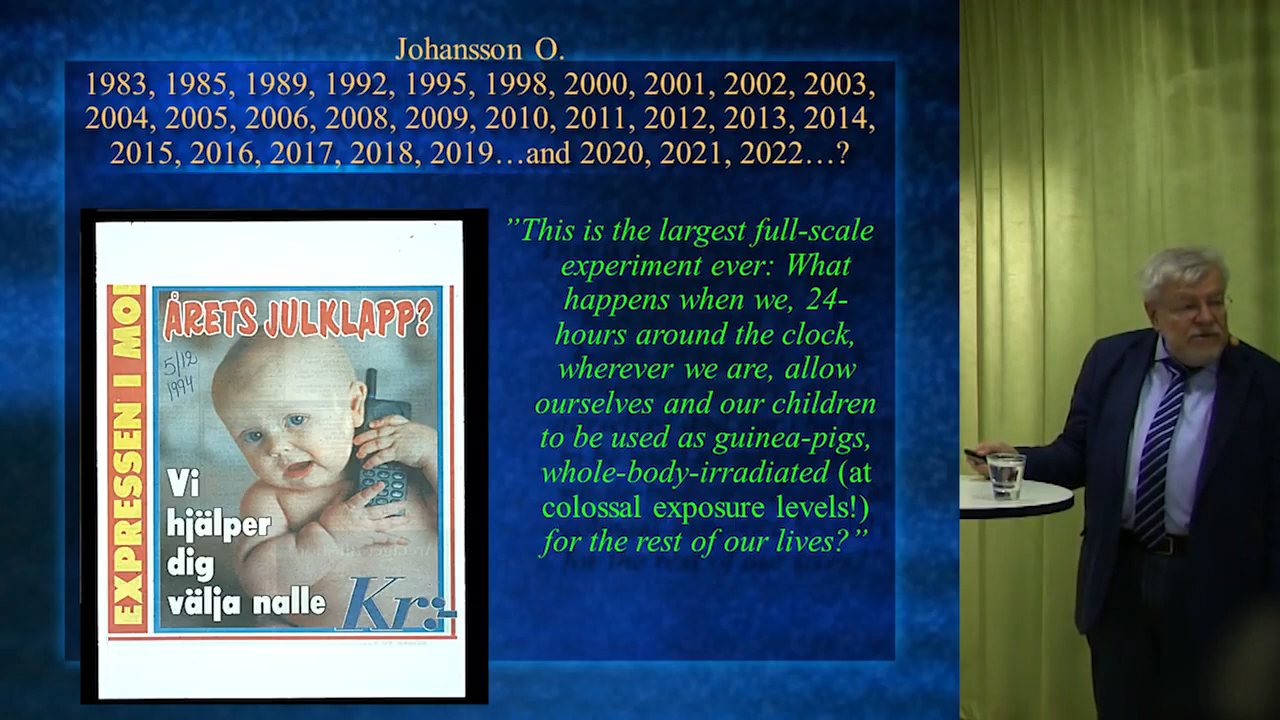 Johansson O.
1983, 1985, 1989, 1992, 1995, 1998, 2000, 2001, 2002, 2003,
2004, 2005, 2006, 2008, 2009, 2010, 2011, 2012, 2013, 2014,
2015, 2016, 2017, 2018, 2019…and 2020, 2021, 2022…?
”This is the largest full-scale
experiment ever: What
happens when we, 24-
hours around the clock,
wherever we are, allow
ourselves and our children
to be used as guinea-pigs,
whole-body-irradiated (at
colossal exposure levels!)
for the rest of our lives?”
EXPRESSEN I MO
ÅRETS JULKLAPP?
5/12
1994
Vi
hjälper
dig
välja nalle
Kr:-